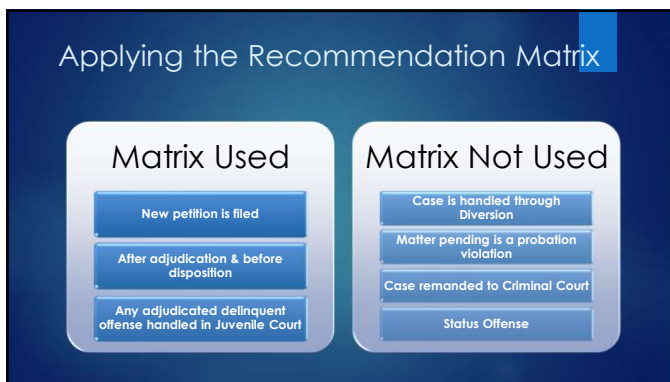 Applying the Recommendation Matrix
Matrix Used
New petition is filed
After adjudication & before
disposition
Any adjudicated delinquent
offense handled in Juvenile Court
Matrix Not Used
Case is handled through
Diversion
Matter pending is a probation
violation
Case remanded to Criminal Court
Status Offense